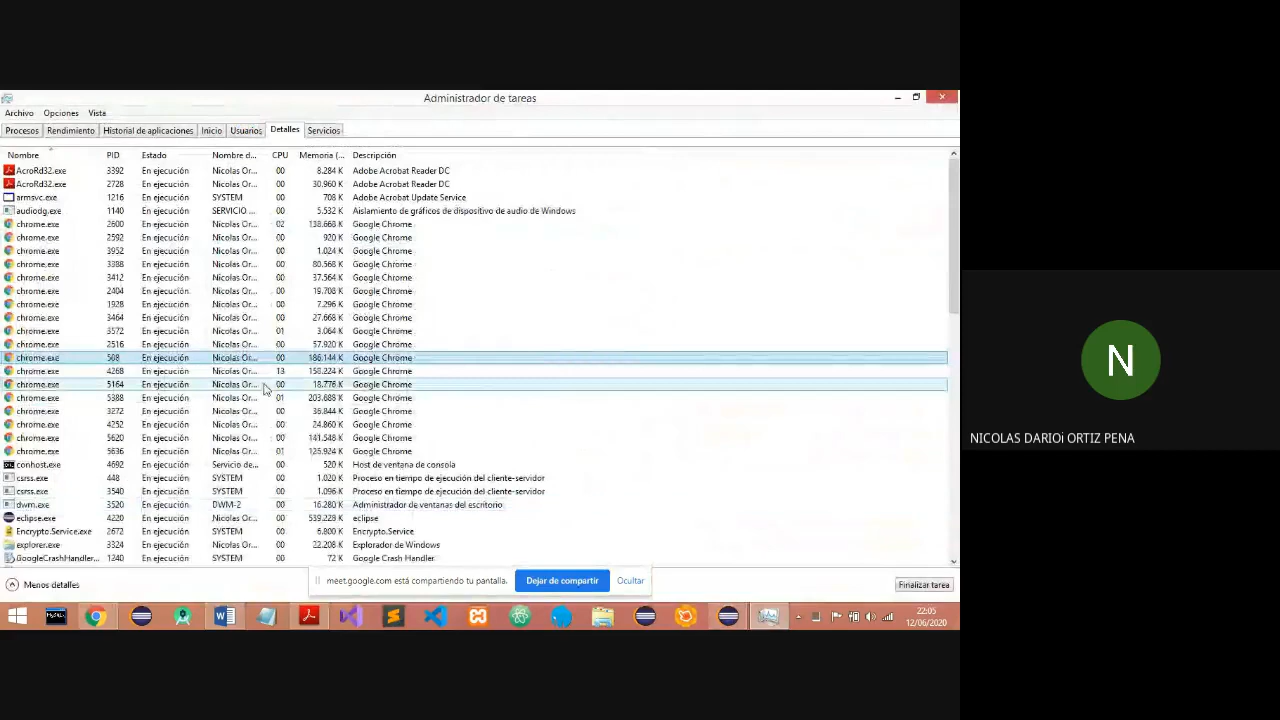 Administrador de tareas
Archivo Opciones Vista
Procesos Rendimiento Historial de aplicaciones Inicio Usuarios Detalles Servicios
Nombre PID Estado Nombre d... CPU Memoria (... Descripción
AcroRd32.exe 3392 En ejecución Nicolas Or... 00 8.284 K Adobe Acrobat Reader DC
AcroRd32.exe 2728 En ejecución Nicolas Or... 00 30.960 K Adobe Acrobat Reader DC
armsvc.exe 1216 En ejecución SYSTEM 00 708 K Adobe Acrobat Update Service
audiodg.exe 1140 En ejecución SERVICIO ... 00 5.532 K Aislamiento de gráficos de dispositivo de audio de Windows
chrome.exe 2600 En ejecución Nicolas Or... 02 138.668 K Google Chrome
chrome.exe 2592 En ejecución Nicolas Or... 00 920 K Google Chrome
chrome.exe 3952 En ejecución Nicolas Or... 00 1.024 K Google Chrome
chrome.exe 3388 En ejecución Nicolas Or... 00 80.568 K Google Chrome
chrome.exe 3412 En ejecución Nicolas Or... 00 37.564 K Google Chrome
chrome.exe 2404 En ejecución Nicolas Or... 00 19.708 K Google Chrome
chrome.exe 1928 En ejecución Nicolas Or... 00 7.296 K Google Chrome
chrome.exe 3464 En ejecución Nicolas Or... 00 27.668 K Google Chrome
chrome.exe 3572 En ejecución Nicolas Or... 01 3.064 K Google Chrome
chrome.exe 2516 En ejecución Nicolas Or... 00 57.920 K Google Chrome
chrome.exe 508 En ejecución Nicolas Or... 00 186.144 K Google Chrome
chrome.exe 4268 En ejecución Nicolas Or... 13 158.224 K Google Chrome
chrome.exe 5164 En ejecución Nicolas Or... 00 18.776 K Google Chrome
chrome.exe 5388 En ejecución Nicolas Or... 01 203.688 K Google Chrome
chrome.exe 3272 En ejecución Nicolas Or... 00 36.844 K Google Chrome
chrome.exe 4252 En ejecución Nicolas Or... 00 24.860 K Google Chrome
chrome.exe 5620 En ejecución Nicolas Or... 00 141.548 K Google Chrome
chrome.exe 5636 En ejecución Nicolas Or... 01 125.924 K Google Chrome
conhost.exe 4692 En ejecución Servicio de... 00 520 K Host de ventana de consola
csrss.exe 448 En ejecución SYSTEM 00 1.020 K Proceso en tiempo de ejecución del cliente-servidor
csrss.exe 3540 En ejecución SYSTEM 00 1.096 K Proceso en tiempo de ejecución del cliente-servidor
dwm.exe 3520 En ejecución DWM-2 00 16.280 K Administrador de ventanas del escritorio
eclipse.exe 4220 En ejecución Nicolas Or... 00 539.228 K eclipse
Encrypto.Service.exe 2672 En ejecución SYSTEM 00 6.800 K Encrypto.Service
explorer.exe 3324 En ejecución Nicolas Or... 00 22.208 K Explorador de Windows
GoogleCrashHandler... 1240 En ejecución SYSTEM 00 72 K Google Crash Handler
meet.google.com está compartiendo tu pantalla. Dejar de compartir Ocultar
Menos detalles Finalizar tarea
22:05
12/06/2020
N
NICOLAS DARIOi ORTIZ PENA